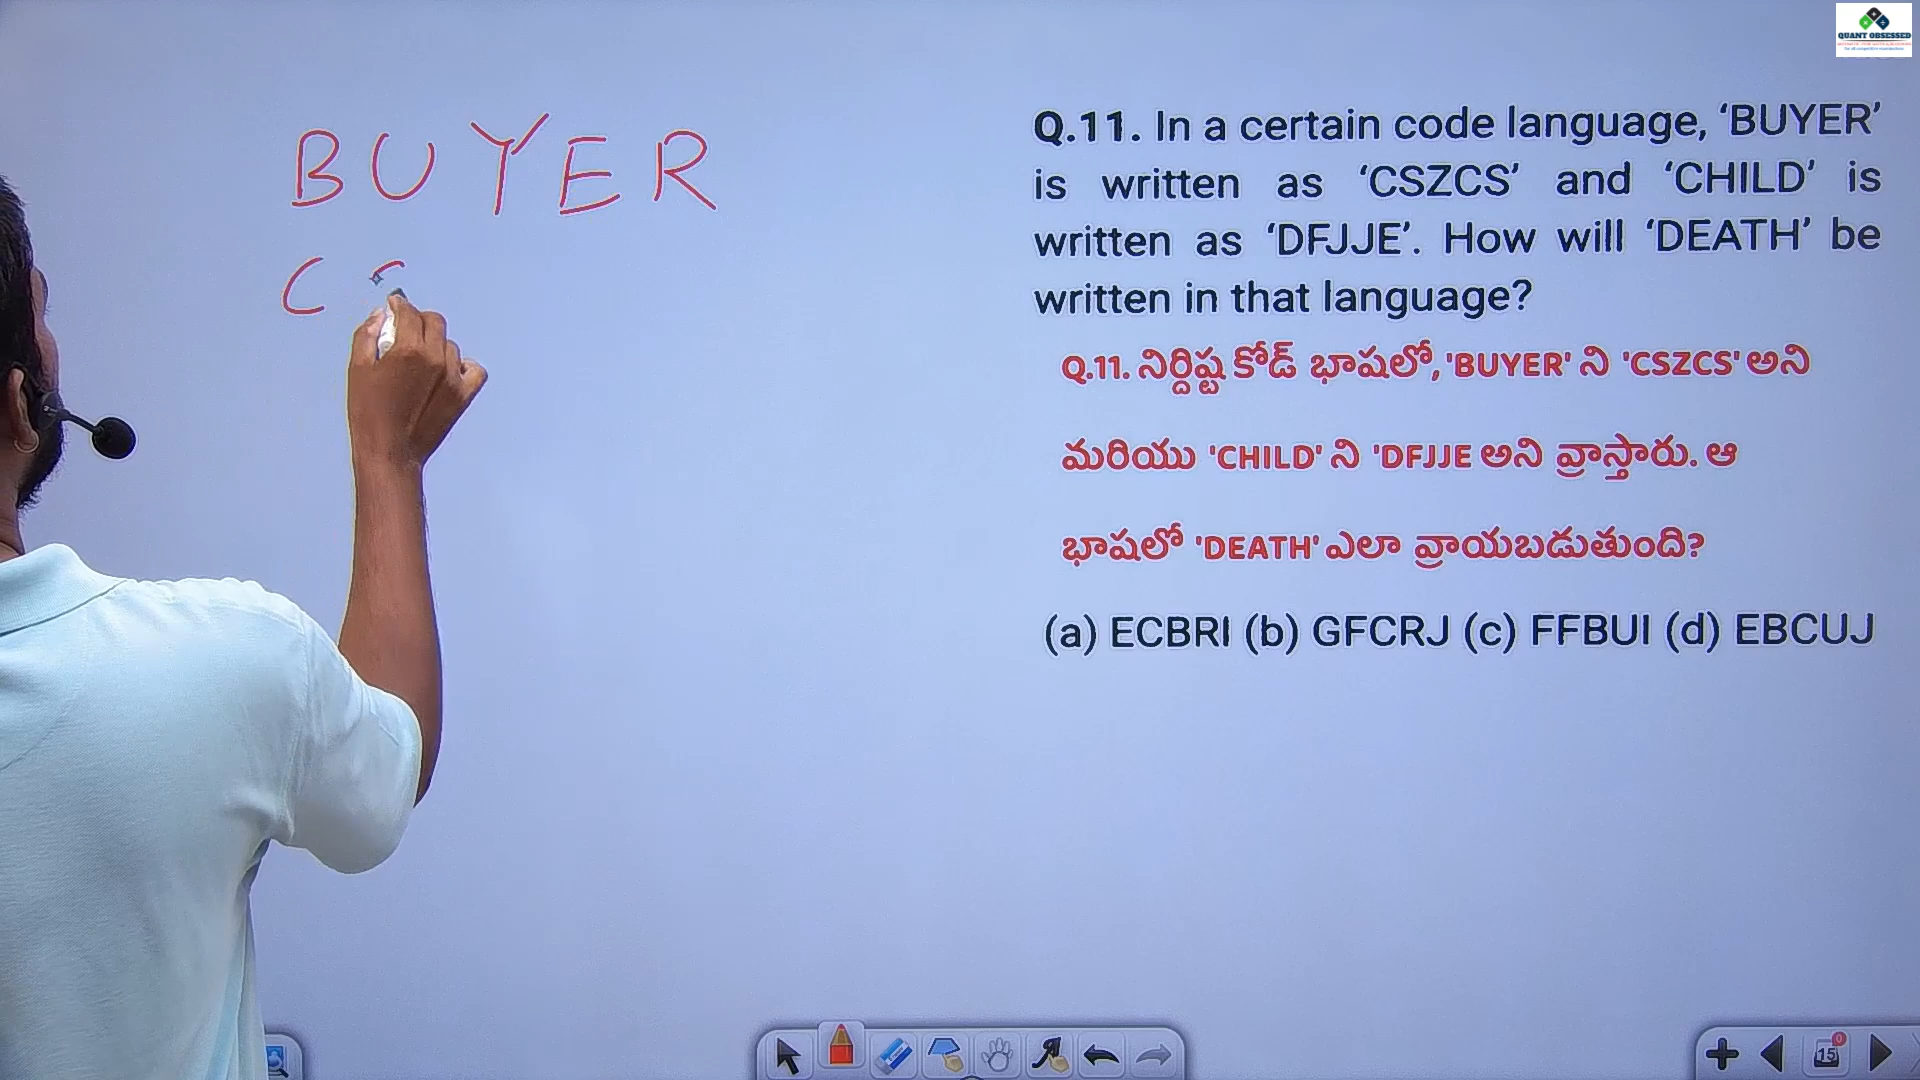 QUANT OBSESSED
BUYER
C
Q.11. In a certain code language, ‘BUYER’
is written as ‘CSZCS’ and ‘CHILD’ is
written as ‘DFJJE’. How will ‘DEATH’ be
written in that language?
Q.11. నిర్దిష్ట కోడ్ భాషలో, 'BUYER' ని 'CSZCS' అని
మరియు 'CHILD' ని 'DFJJE అని వ్రాస్తారు. ఆ
భాషలో 'DEATH' ఎలా వ్రాయబడుతుంది?
(a) ECBRI (b) GFCRJ (c) FFBUI (d) EBCUJ
15
0